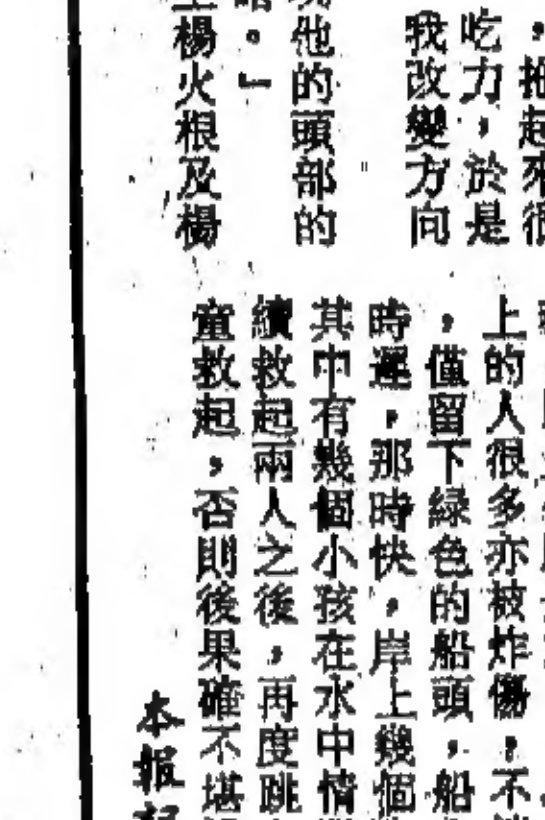 ，拖起來很
吃力，於是
我改變方向
他的頭部的
。」
楊火根及楊
上的人很多亦被炸傷，不
，僅留下綠色的船頭，船
時遲，那時快，岸上幾個
其中有幾個小孩在水中情
續救起兩人之後，再度跳
童救起，否則後果確不堪
本報記